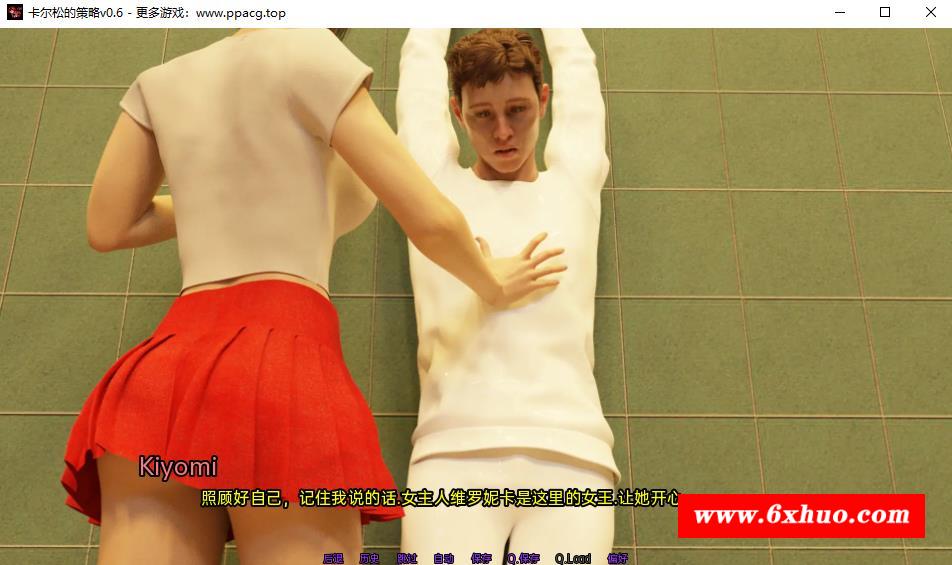 卡尔松的策略v0.6 - 更多游戏：www.ppacg.top
Kiyomi
照顾好自己，记住我说的话.女主人维罗妮卡是这里的女王.让她开心
www.6xhuo.com
后退 历史 跳过 自动 保存 Q.保存 Q.Load 偏好